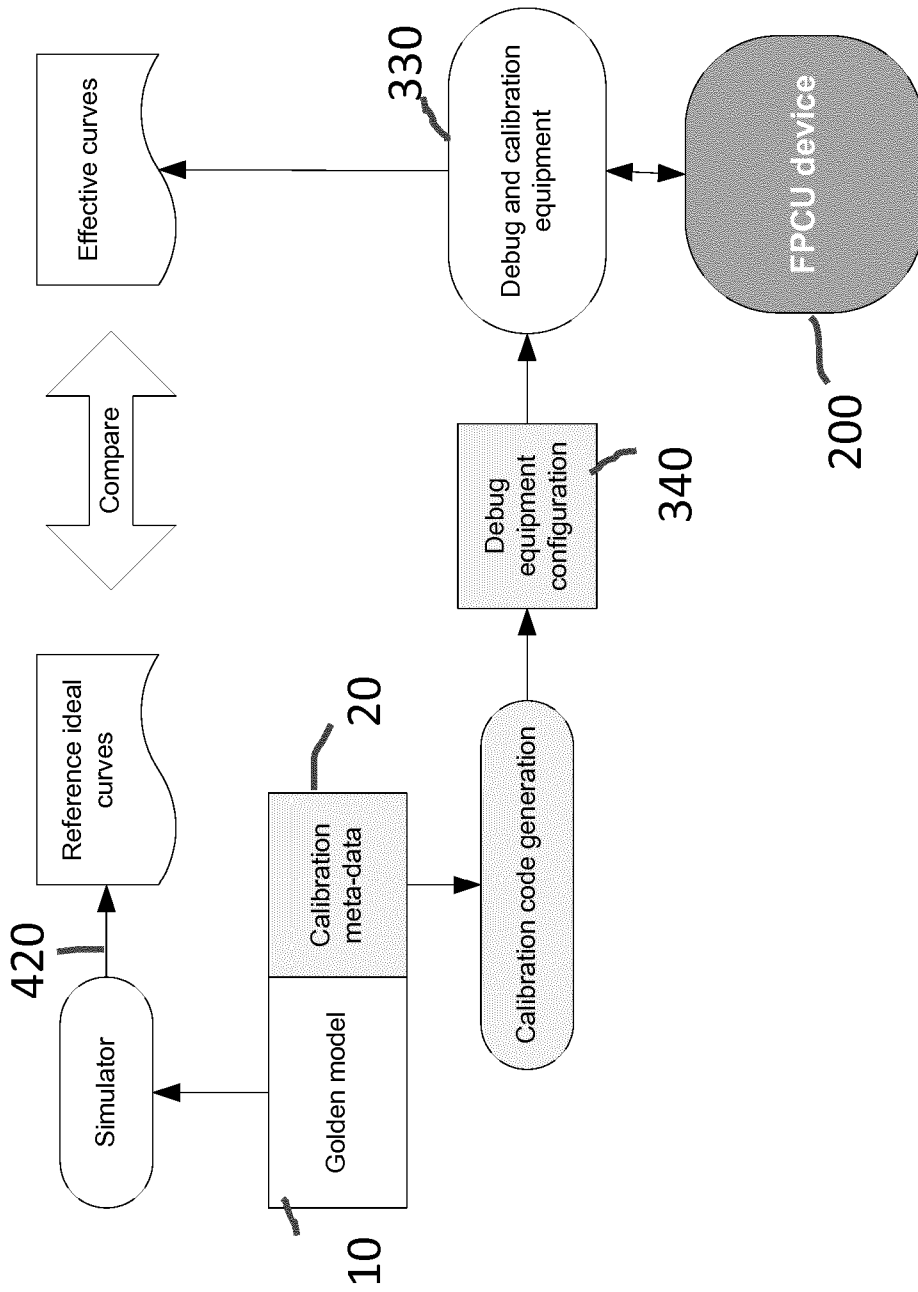 420
Simulator
Reference ideal
curves
Compare
Effective curves
10
Golden model
Calibration
meta-data
20
330
Debug and calibration
equipment
Calibration code generation
Debug
equipment
configuration
340
FPCU device
200